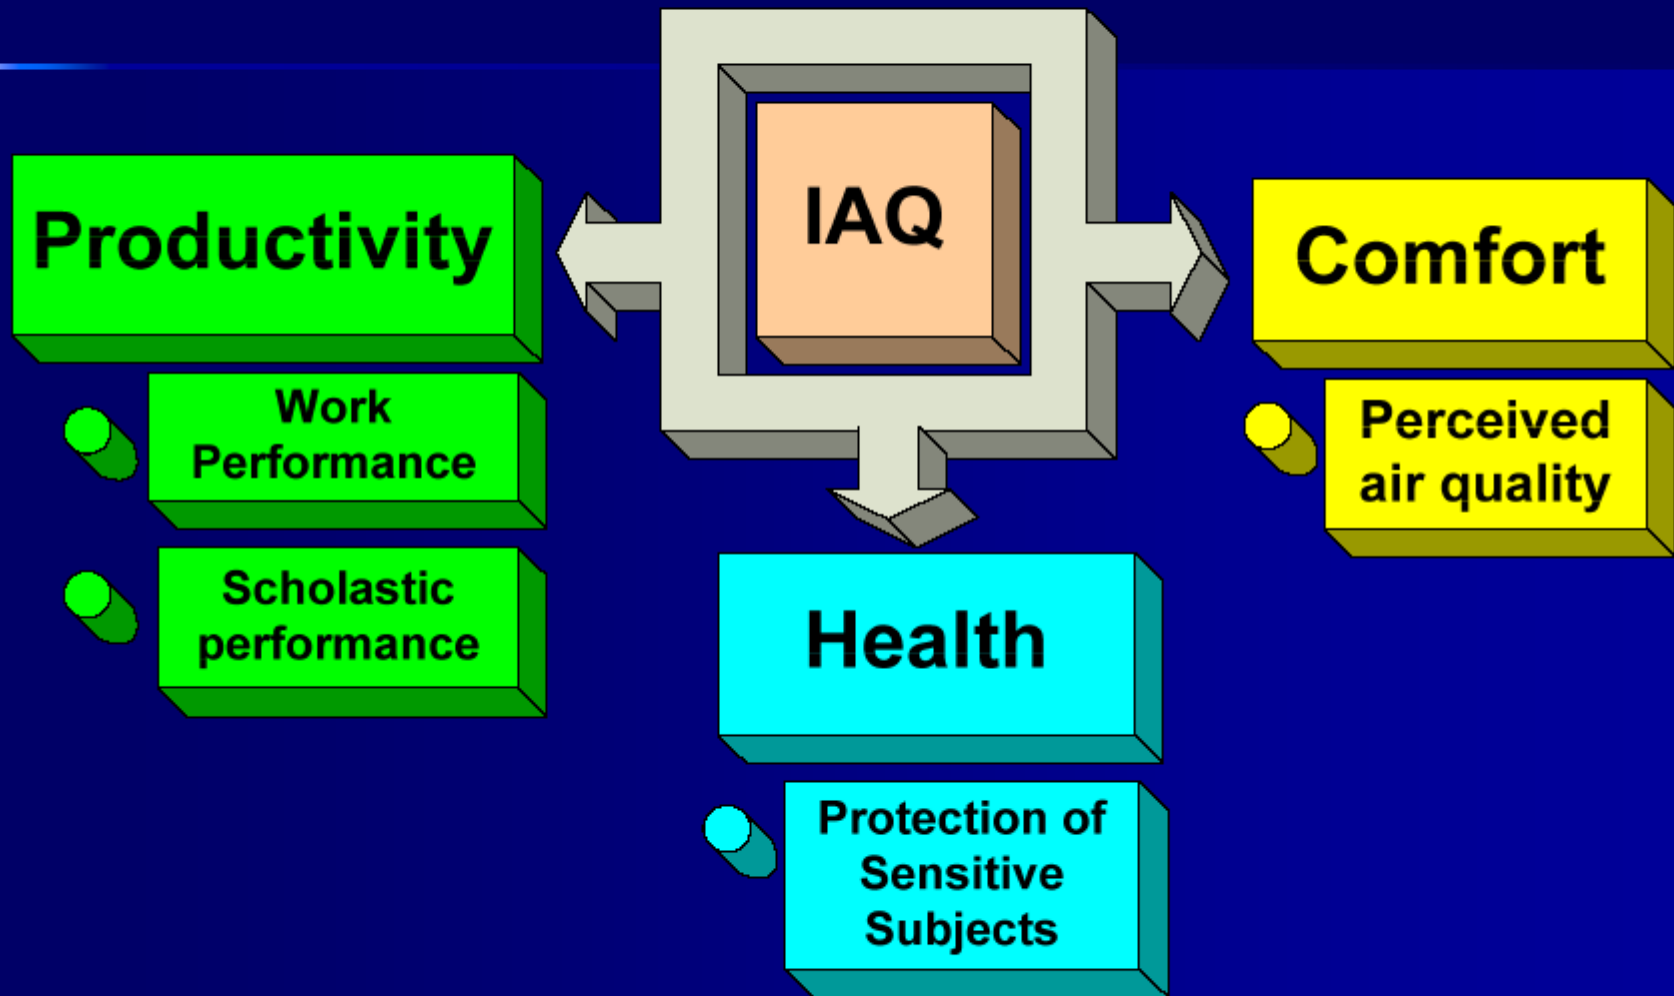 IAQ
Productivity
Work
Performance
Scholastic
performance
Health
Protection of
Sensitive
Subjects
Comfort
Perceived
air quality